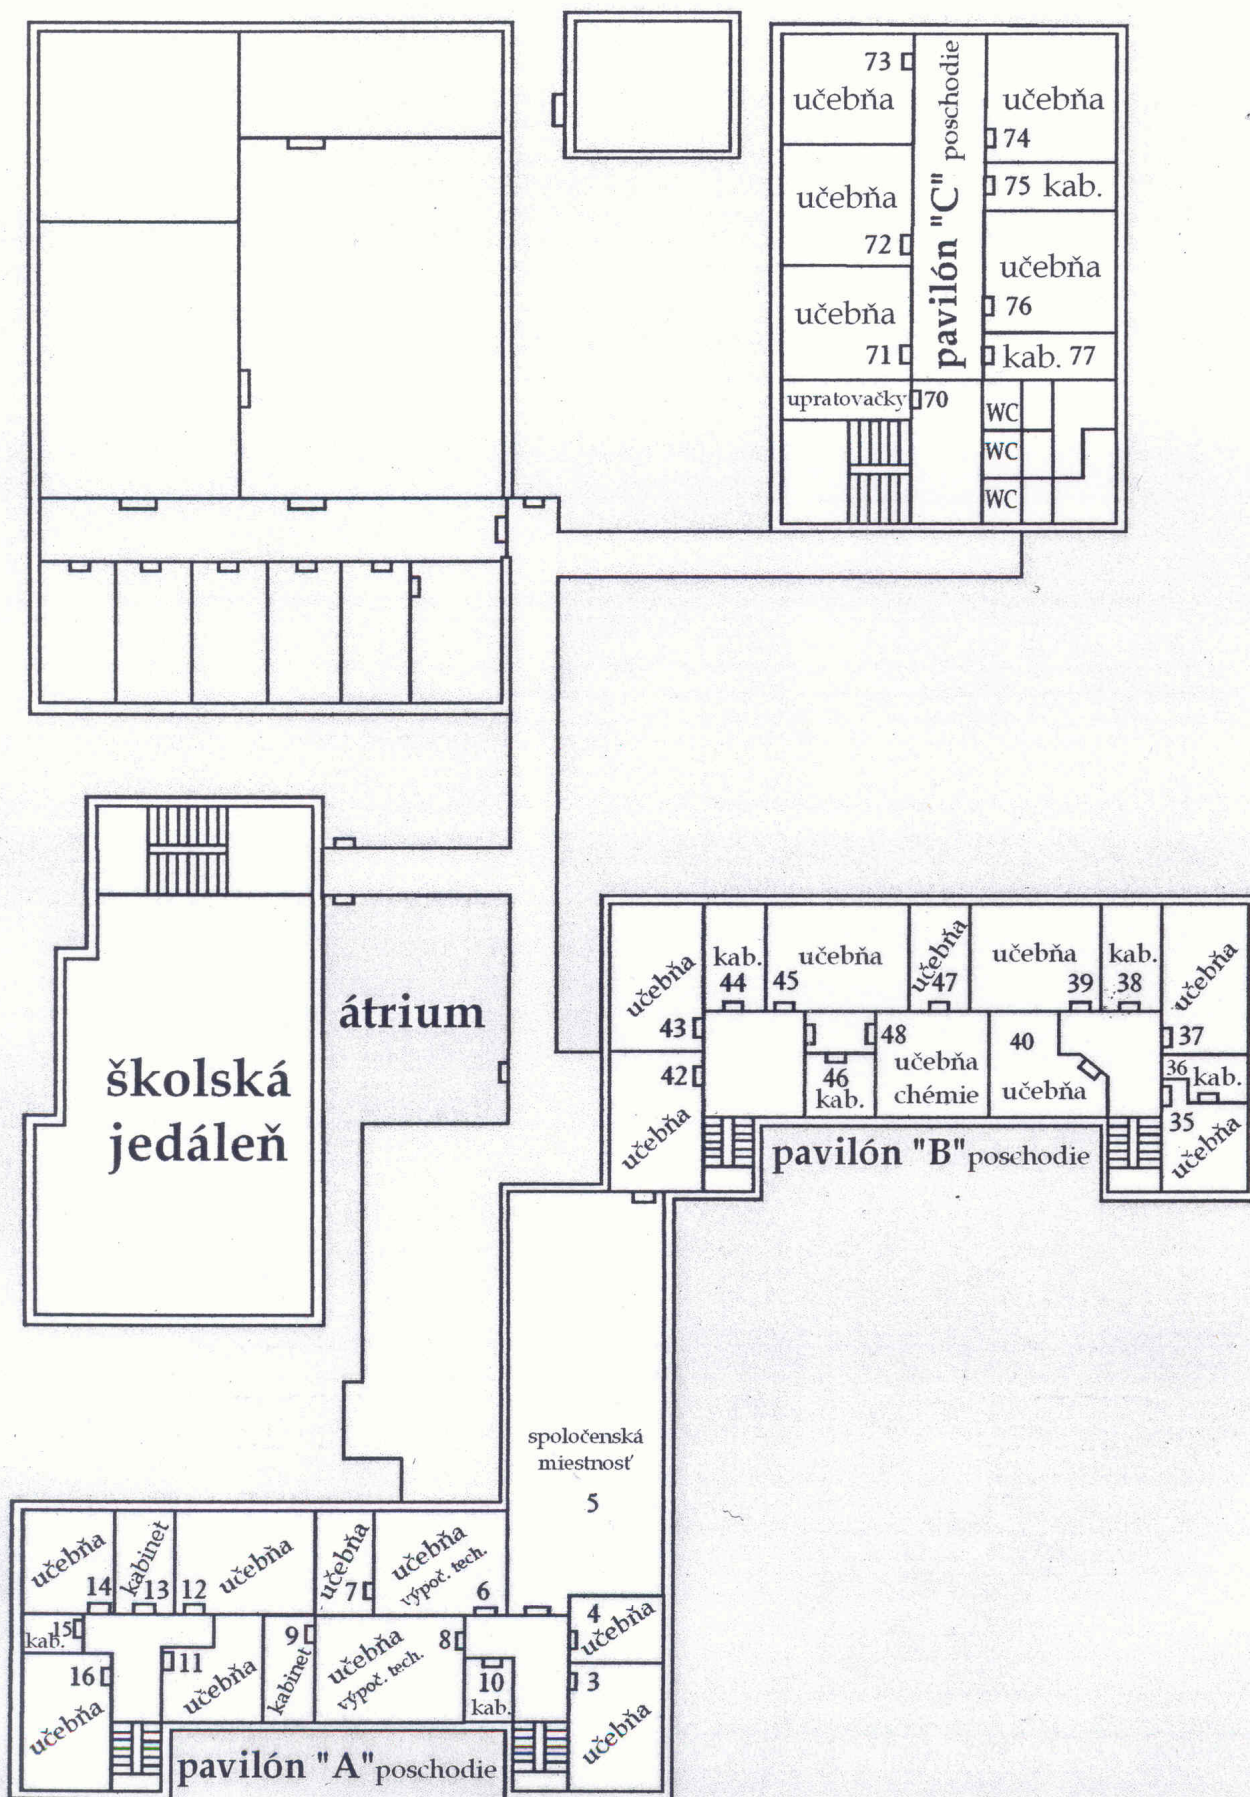 73
učebňa
učebňa
74
75 kab.
učebňa
72
učebňa
76
učebňa
71
kab. 77
pavilón "C" poschodie
upratovačky
70
WC
WC
WC
átrium
školská
jedáleň
učebňa
43
kab.
44
učebňa
45
učebňa
47
učebňa
39
kab.
38
učebňa
37
42
učebňa
46
kab.
48
učebňa
chémie
40
učebňa
36
kab.
35
učebňa
pavilón "B" poschodie
spoločenská
miestnosť
5
učebňa
14
kabinet
13
učebňa
12
učebňa
7
učebňa
výpoč. tech.
6
4
učebňa
15
kab.
16
učebňa
11
učebňa
9
kabinet
učebňa
výpoč. tech.
8
10
kab.
3
učebňa
pavilón "A" poschodie